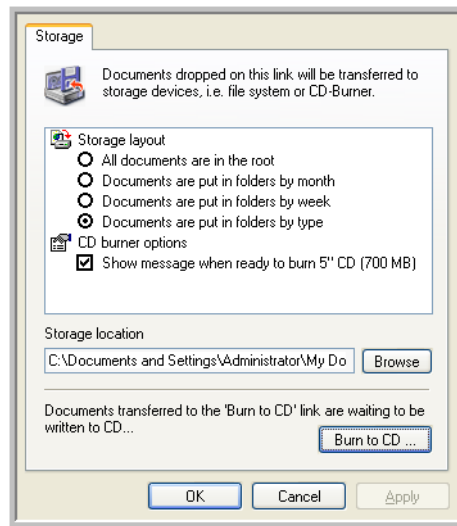 Storage
Documents dropped on this link will be transferred to
storage devices, i.e. file system or CD-Burner.
Storage layout
All documents are in the root
Documents are put in folders by month
Documents are put in folders by week
Documents are put in folders by type
CD burner options
Show message when ready to burn 5" CD (700 MB)
Storage location
C:\Documents and Settings\Administrator\My Do
Browse
Documents transferred to the 'Burn to CD' link are waiting to be
written to CD...
Burn to CD ...
OK
Cancel
Apply